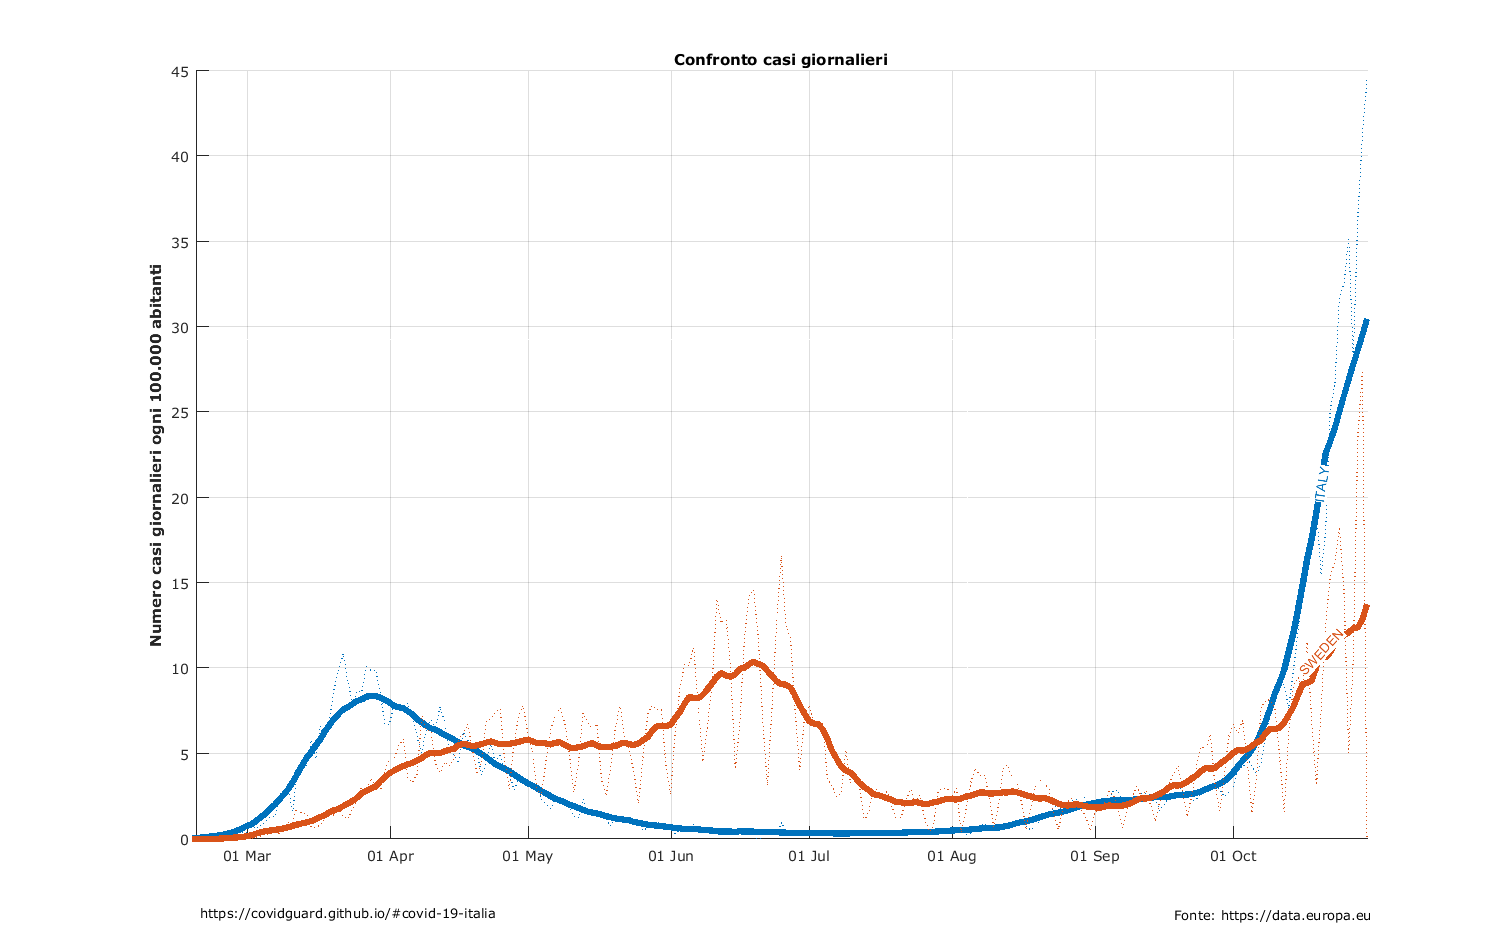 Confronto casi giornalieri
Numero casi giornalieri ogni 100.000 abitanti
45
40
35
30
25
20
15
10
5
0
ITALY
SWEDEN
01 Mar
01 Apr
01 May
01 Jun
01 Jul
01 Aug
01 Sep
01 Oct
https://covidguard.github.io/#covid-19-italia
Fonte: https://data.europa.eu